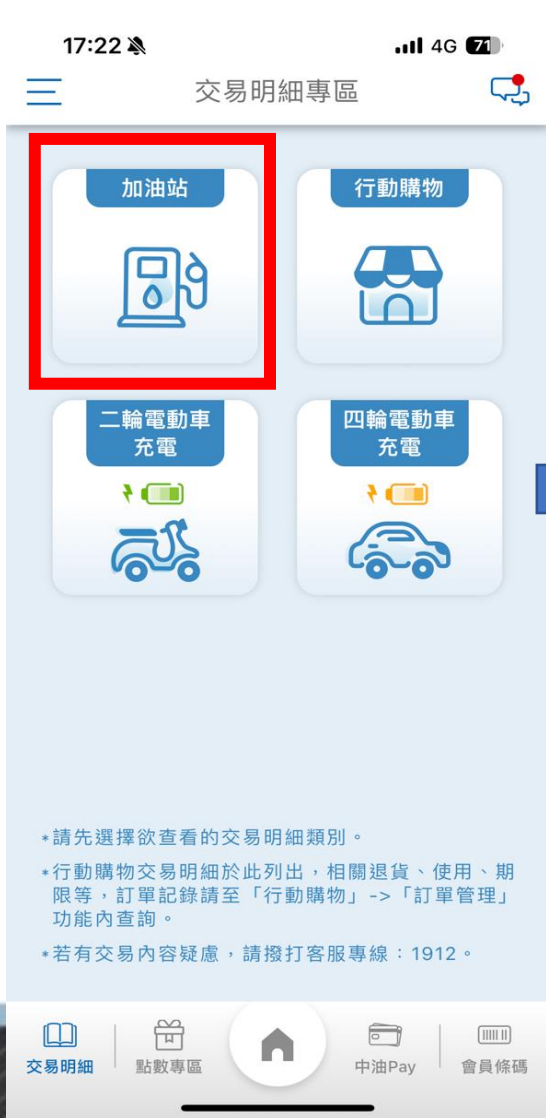 17:22 4G 71
交易明細專區
加油站 行動購物
二輪電動車 四輪電動車
充電 充電
*請先選擇欲查看的交易明細類別。
*行動購物交易明細於此列出，相關退貨、使用、期
限等，訂單記錄請至「行動購物」->「訂單管理」
功能內查詢。
*若有交易內容疑慮，請撥打客服專線：1912。
交易明細 點數專區 中油Pay 會員條碼